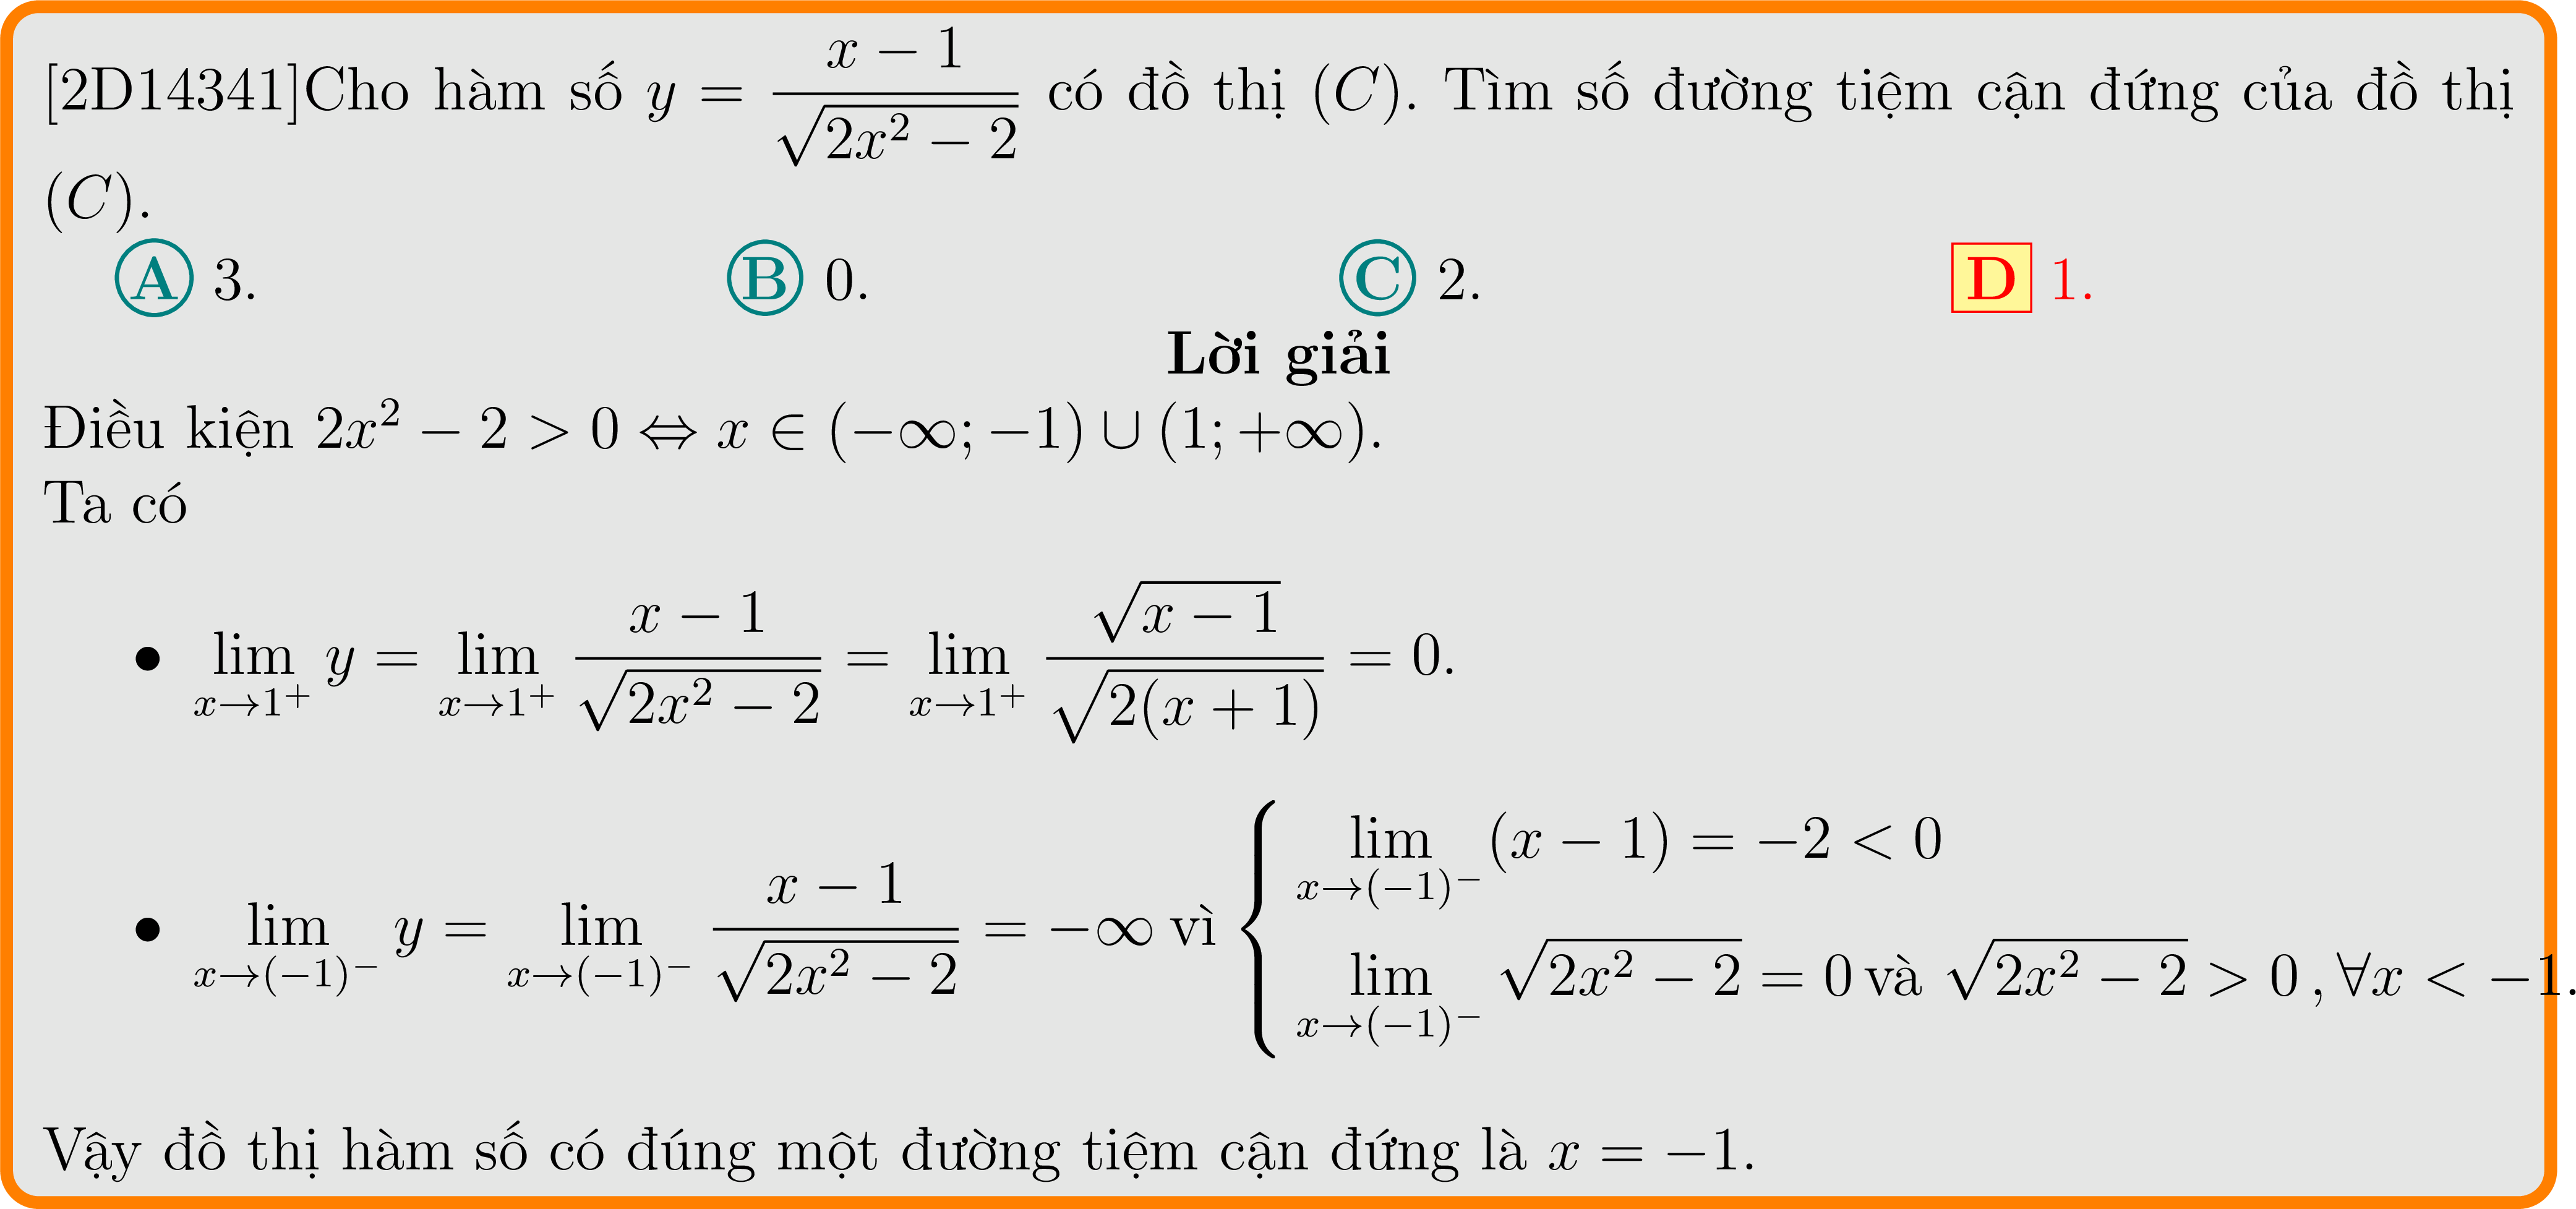 [2D14341]Cho hàm số $y = \dfrac{x-1}{\sqrt{2x^2-2}}$ có đồ thị $(C)$. Tìm số đường tiệm cận đứng của đồ thị
$(C)$.
A 3. B 0. C 2. D 1.
Lời giải
Điều kiện $2x^2 - 2 > 0 \Leftrightarrow x \in (-\infty; -1) \cup (1; +\infty)$.
Ta có
• $\lim\limits_{x \to 1^+} y = \lim\limits_{x \to 1^+} \dfrac{x-1}{\sqrt{2x^2-2}} = \lim\limits_{x \to 1^+} \dfrac{\sqrt{x-1}}{\sqrt{2(x+1)}} = 0.$
• $\lim\limits_{x \to (-1)^-} y = \lim\limits_{x \to (-1)^-} \dfrac{x-1}{\sqrt{2x^2-2}} = -\infty$ vì $\begin{cases} \lim\limits_{x \to (-1)^-} (x-1) = -2 < 0 \\ \lim\limits_{x \to (-1)^-} \sqrt{2x^2-2} = 0 \text{ và } \sqrt{2x^2-2} > 0, \forall x < -1. \end{cases}$
Vậy đồ thị hàm số có đúng một đường tiệm cận đứng là $x = -1$.